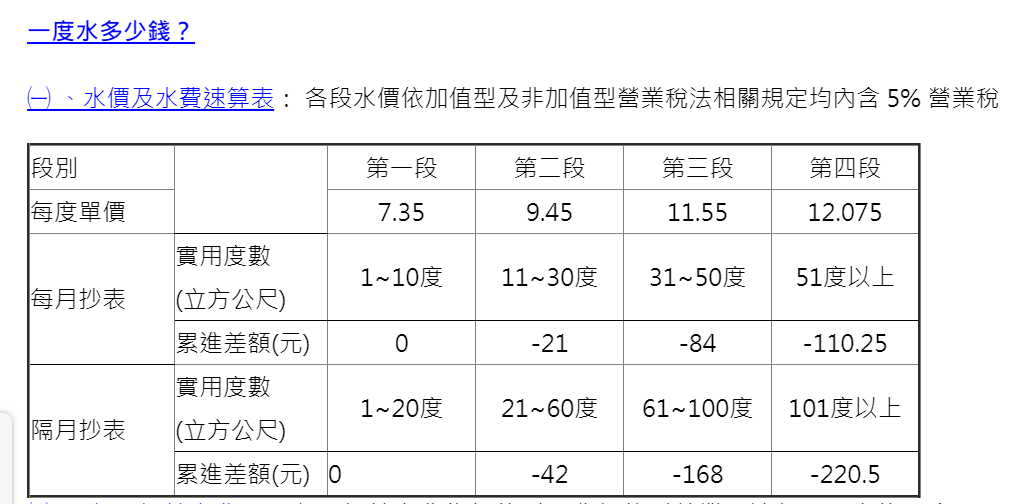 一度水多少錢？
㈠、水價及水費速算表： 各段水價依加值型及非加值型營業稅法相關規定均內含 5% 營業稅
段別 第一段 第二段 第三段 第四段
每度單價 7.35 9.45 11.55 12.075
每月抄表 實用度數 (立方公尺) 1~10度 11~30度 31~50度 51度以上
累進差額(元) 0 -21 -84 -110.25
隔月抄表 實用度數 (立方公尺) 1~20度 21~60度 61~100度 101度以上
累進差額(元) 0 -42 -168 -220.5